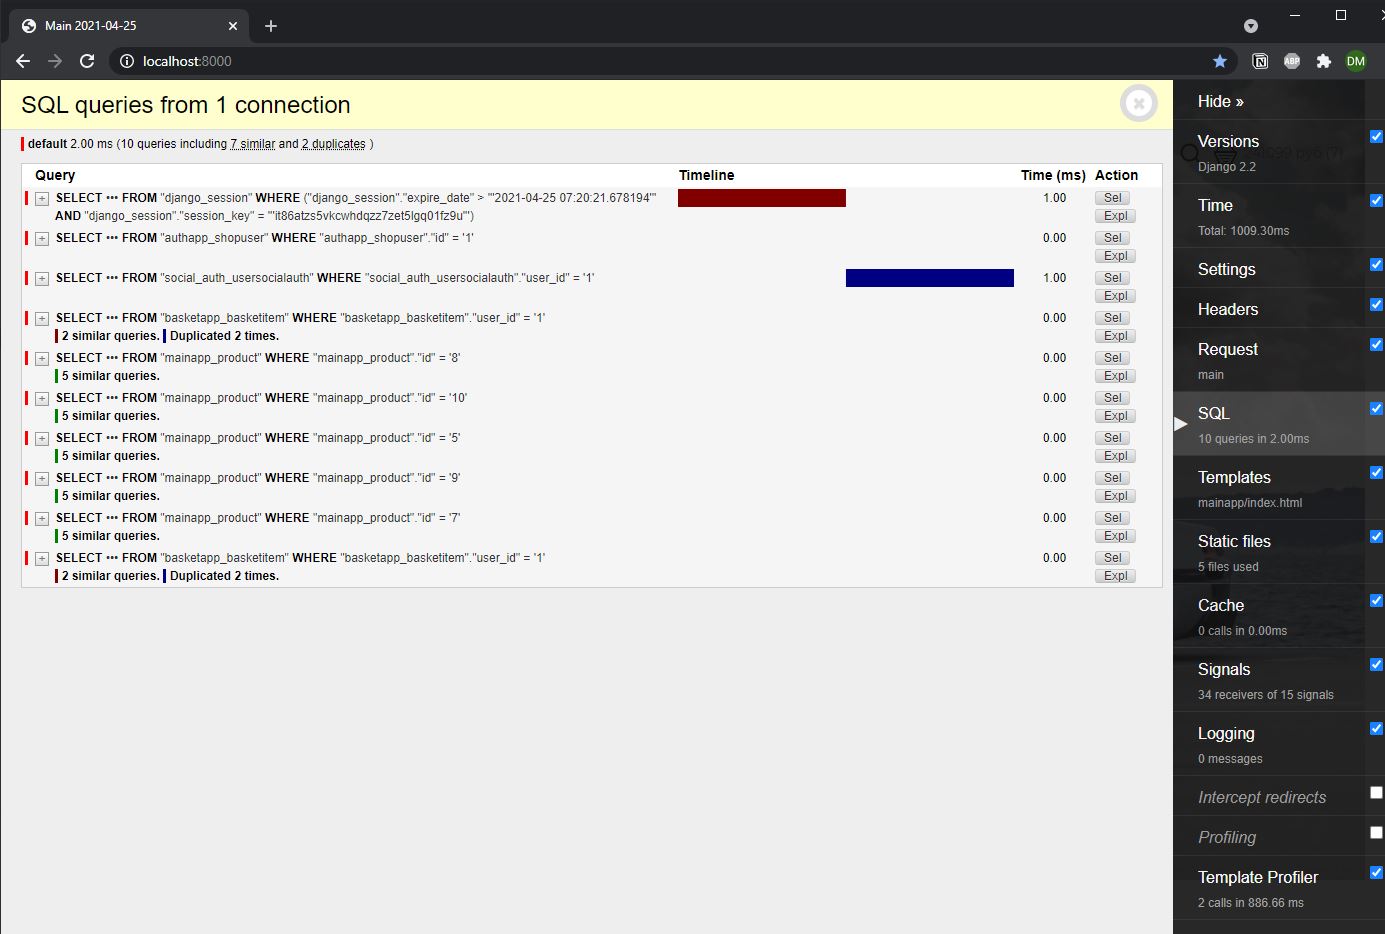 Main 2021-04-25
localhost:8000
ABP
DM
SQL queries from 1 connection
default 2.00 ms (10 queries including 7 similar and 2 duplicates )
Query Timeline Time (ms) Action
SELECT ••• FROM "django_session" WHERE ("django_session"."expire_date" > '"2021-04-25 07:20:21.678194"' 1.00 Sel
AND "django_session"."session_key" = '"it86atzs5vkcwhdqzz7zet5lgq01fz9u"') Expl
SELECT ••• FROM "authapp_shopuser" WHERE "authapp_shopuser"."id" = '1' 0.00 Sel
Expl
SELECT ••• FROM "social_auth_usersocialauth" WHERE "social_auth_usersocialauth"."user_id" = '1' 1.00 Sel
Expl
SELECT ••• FROM "basketapp_basketitem" WHERE "basketapp_basketitem"."user_id" = '1' 0.00 Sel
2 similar queries. Duplicated 2 times. Expl
SELECT ••• FROM "mainapp_product" WHERE "mainapp_product"."id" = '8' 0.00 Sel
5 similar queries. Expl
SELECT ••• FROM "mainapp_product" WHERE "mainapp_product"."id" = '10' 0.00 Sel
5 similar queries. Expl
SELECT ••• FROM "mainapp_product" WHERE "mainapp_product"."id" = '5' 0.00 Sel
5 similar queries. Expl
SELECT ••• FROM "mainapp_product" WHERE "mainapp_product"."id" = '9' 0.00 Sel
5 similar queries. Expl
SELECT ••• FROM "mainapp_product" WHERE "mainapp_product"."id" = '7' 0.00 Sel
5 similar queries. Expl
SELECT ••• FROM "basketapp_basketitem" WHERE "basketapp_basketitem"."user_id" = '1' 0.00 Sel
2 similar queries. Duplicated 2 times. Expl
Hide »
Versions
Django 2.2
Time
Total: 1009.30ms
Settings
Headers
Request
main
SQL
10 queries in 2.00ms
Templates
mainapp/index.html
Static files
5 files used
Cache
0 calls in 0.00ms
Signals
34 receivers of 15 signals
Logging
0 messages
Intercept redirects
Profiling
Template Profiler
2 calls in 886.66 ms